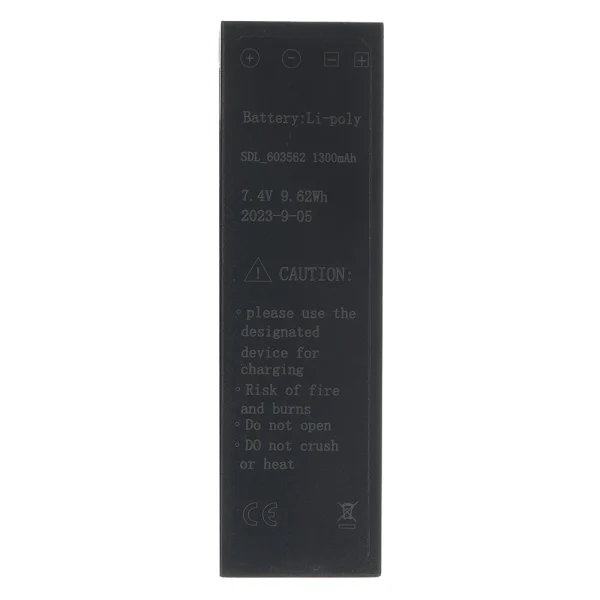 Battery:Li-poly
SDL_603562 1300mAh
7.4V 9.62Wh
2023-9-05
CAUTION:
please use the
designated
device for
charging
Risk of fire
and burns
Do not open
DO not crush
or heat
CE